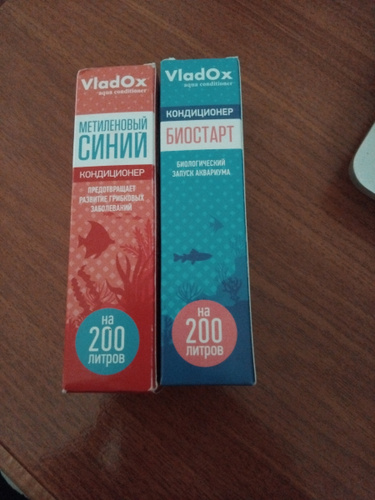 VladOx
aqua conditioner
МЕТИЛЕНОВЫЙ
СИНИЙ
КОНДИЦИОНЕР
ПРЕДОТВРАЩАЕТ
РАЗВИТИЕ ГРИБКОВЫХ
ЗАБОЛЕВАНИЙ
на
200
литров
VladOx
aqua conditioner
КОНДИЦИОНЕР
БИОСТАРТ
БИОЛОГИЧЕСКИЙ
ЗАПУСК АКВАРИУМА
на
200
литров